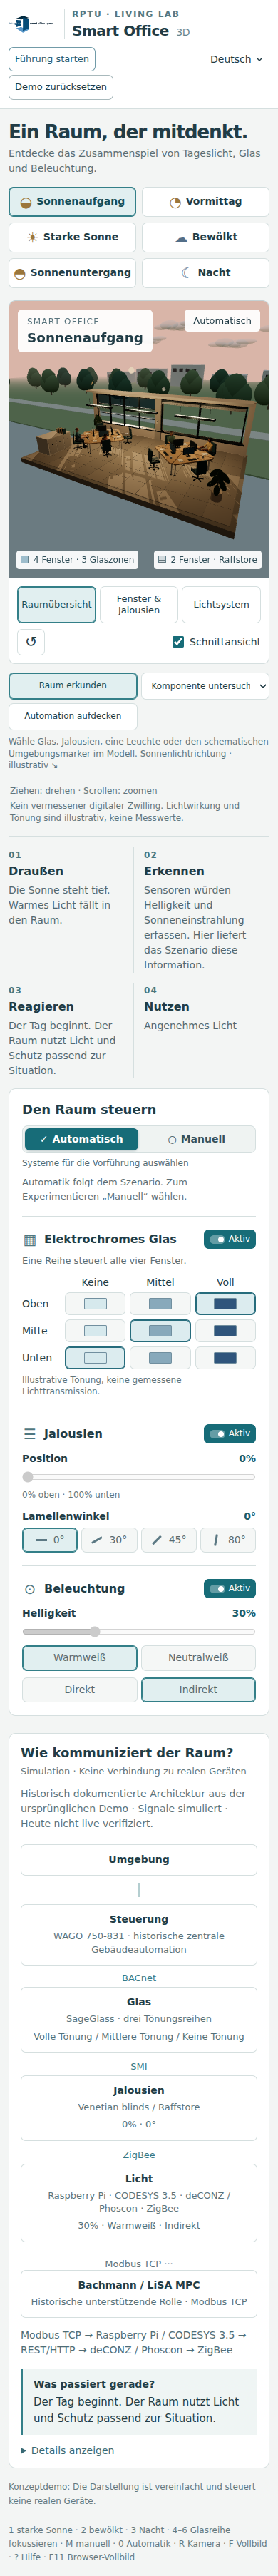 RPTU · LIVING LAB
Smart Office 3D
Führung starten
Deutsch
Demo zurücksetzen
Ein Raum, der mitdenkt.
Entdecke das Zusammenspiel von Tageslicht, Glas
und Beleuchtung.
Sonnenaufgang
Vormittag
Starke Sonne
Bewölkt
Sonnenuntergang
Nacht
SMART OFFICE
Sonnenaufgang
Automatisch
4 Fenster · 3 Glaszonen
2 Fenster · Raffstore
Raumübersicht
Fenster &
Jalousien
Lichtsystem
↺
Schnittansicht
Raum erkunden
Komponente untersuch
Automation aufdecken
Wähle Glas, Jalousien, eine Leuchte oder den schematischen
Umgebungsmarker im Modell. Sonnenlichtrichtung ·
illustrativ ↘
Ziehen: drehen · Scrollen: zoomen
Kein vermessener digitaler Zwilling. Lichtwirkung und
Tönung sind illustrativ, keine Messwerte.
01
Draußen
Die Sonne steht tief.
Warmes Licht fällt in
den Raum.
02
Erkennen
Sensoren würden
Helligkeit und
Sonneneinstrahlung
erfassen. Hier liefert
das Szenario diese
Information.
03
Reagieren
Der Tag beginnt. Der
Raum nutzt Licht und
Schutz passend zur
Situation.
04
Nutzen
Angenehmes Licht
Den Raum steuern
✓ Automatisch
○ Manuell
Systeme für die Vorführung auswählen
Automatik folgt dem Szenario. Zum
Experimentieren „Manuell“ wählen.
Elektrochromes Glas
Aktiv
Eine Reihe steuert alle vier Fenster.
Keine Mittel Voll
Oben
Mitte
Unten
Illustrative Tönung, keine gemessene
Lichttransmission.
Jalousien
Aktiv
Position 0%
0% offen · 100% unten
Lamellenwinkel 0°
0° 30° 45° 80°
Beleuchtung
Aktiv
Helligkeit 30%
Warmweiß
Neutralweiß
Direkt
Indirekt
Wie kommuniziert der Raum?
Simulation · Keine Verbindung zu realen Geräten
Historisch dokumentierte Architektur aus der
ursprünglichen Demo · Signale simuliert ·
Heute nicht live verifiziert.
Umgebung
Steuerung
WAGO 750-831 · historische zentrale
Gebäudeautomation
BACnet
Glas
SageGlass · drei Tönungsreihen
Volle Tönung / Mittlere Tönung / Keine Tönung
SMI
Jalousien
Venetian blinds / Raffstore
0% · 0°
ZigBee
Licht
Raspberry Pi · CODESYS 3.5 · deCONZ /
Phoscon · ZigBee
30% · Warmweiß · Indirekt
Modbus TCP ···
Bachmann / LiSA MPC
Historische unterstützende Rolle · Modbus TCP
Modbus TCP → Raspberry Pi / CODESYS 3.5 →
REST/HTTP → deCONZ / Phoscon → ZigBee
Was passiert gerade?
Der Tag beginnt. Der Raum nutzt Licht
und Schutz passend zur Situation.
▶ Details anzeigen
Konzeptdemo: Die Darstellung ist vereinfacht und steuert
keine realen Geräte.
1 starke Sonne · 2 bewölkt · 3 Nacht · 4–6 Glasreihe
fokussieren · M manuell · 0 Automatik · R Kamera · F Vollbild
· ? Hilfe · F11 Browser-Vollbild